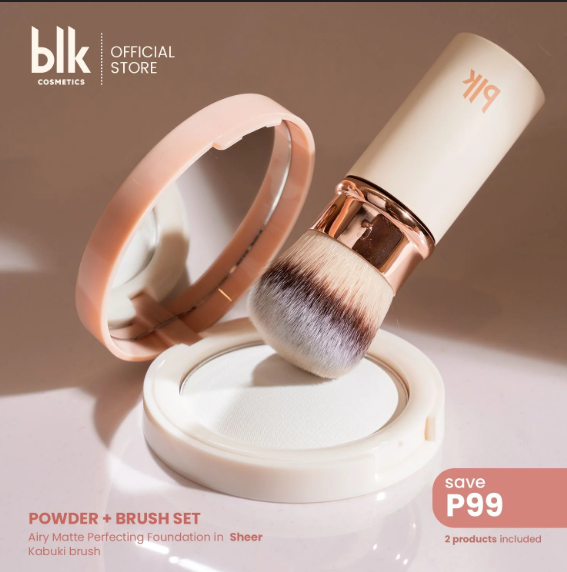 blk
COSMETICS
OFFICIAL
STORE
blk
save
P99
2 products included
POWDER + BRUSH SET
Airy Matte Perfecting Foundation in Sheer
Kabuki brush